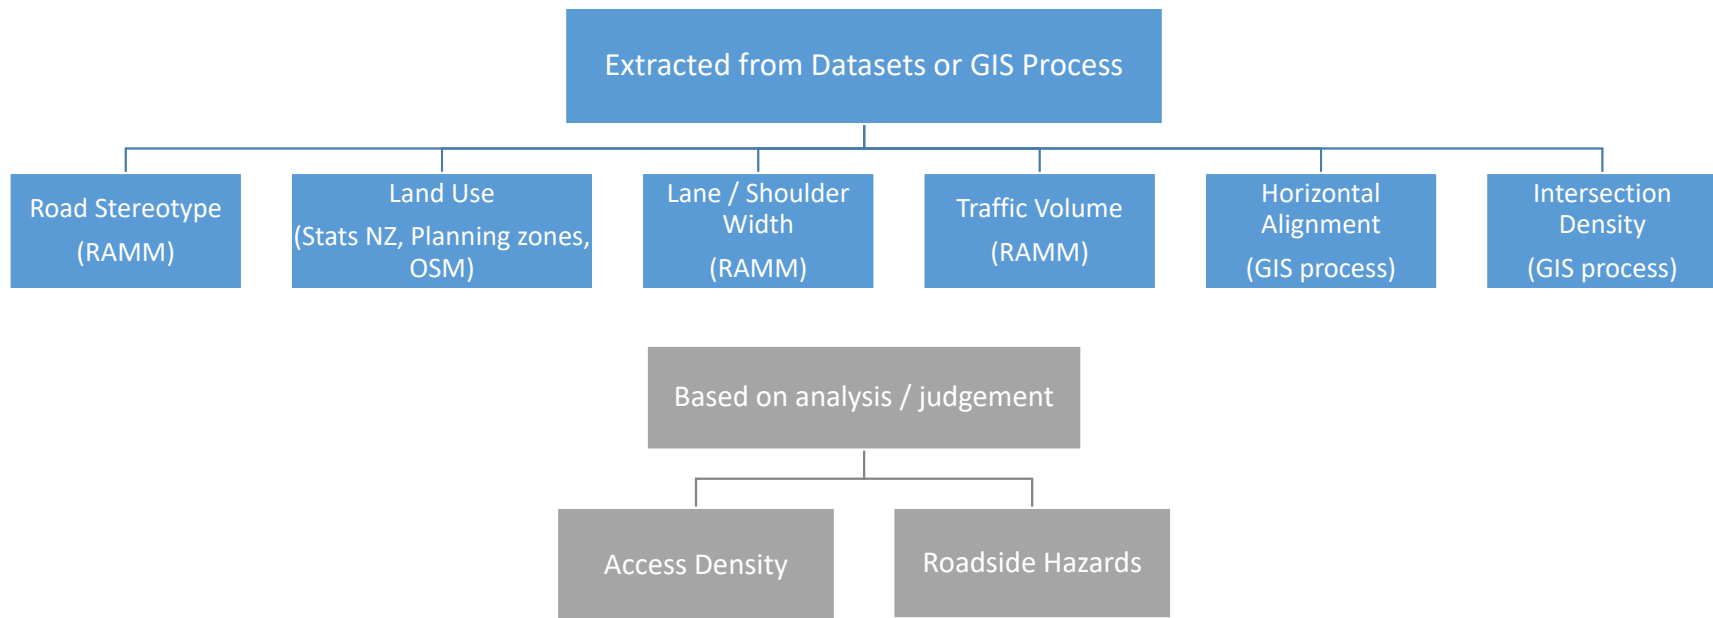 Extracted from Datasets or GIS Process
Road Stereotype
(RAMM)
Land Use
(Stats NZ, Planning zones,
OSM)
Lane / Shoulder
Width
(RAMM)
Traffic Volume
(RAMM)
Horizontal
Alignment
(GIS process)
Intersection
Density
(GIS process)
Based on analysis / judgement
Access Density
Roadside Hazards